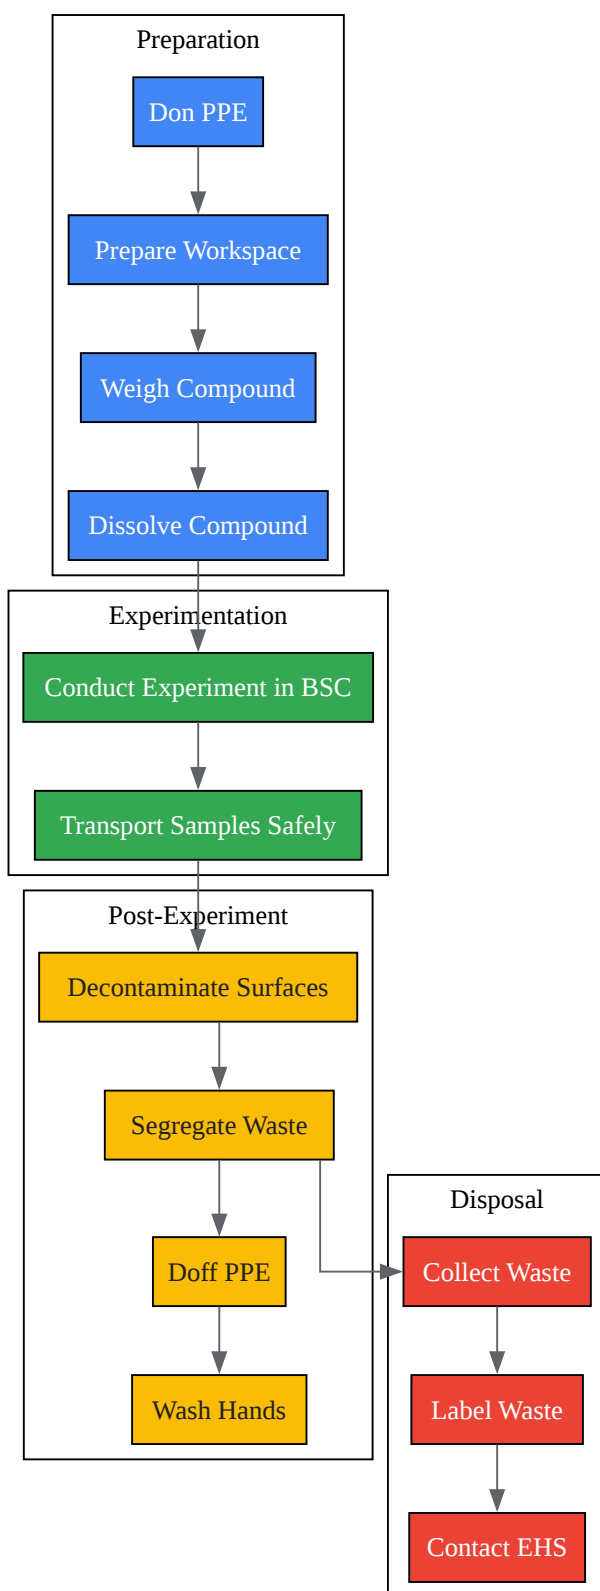 Preparation
Don PPE
Prepare Workspace
Weigh Compound
Dissolve Compound
Experimentation
Conduct Experiment in BSC
Transport Samples Safely
Post-Experiment
Decontaminate Surfaces
Segregate Waste
Doff PPE
Wash Hands
Disposal
Collect Waste
Label Waste
Contact EHS